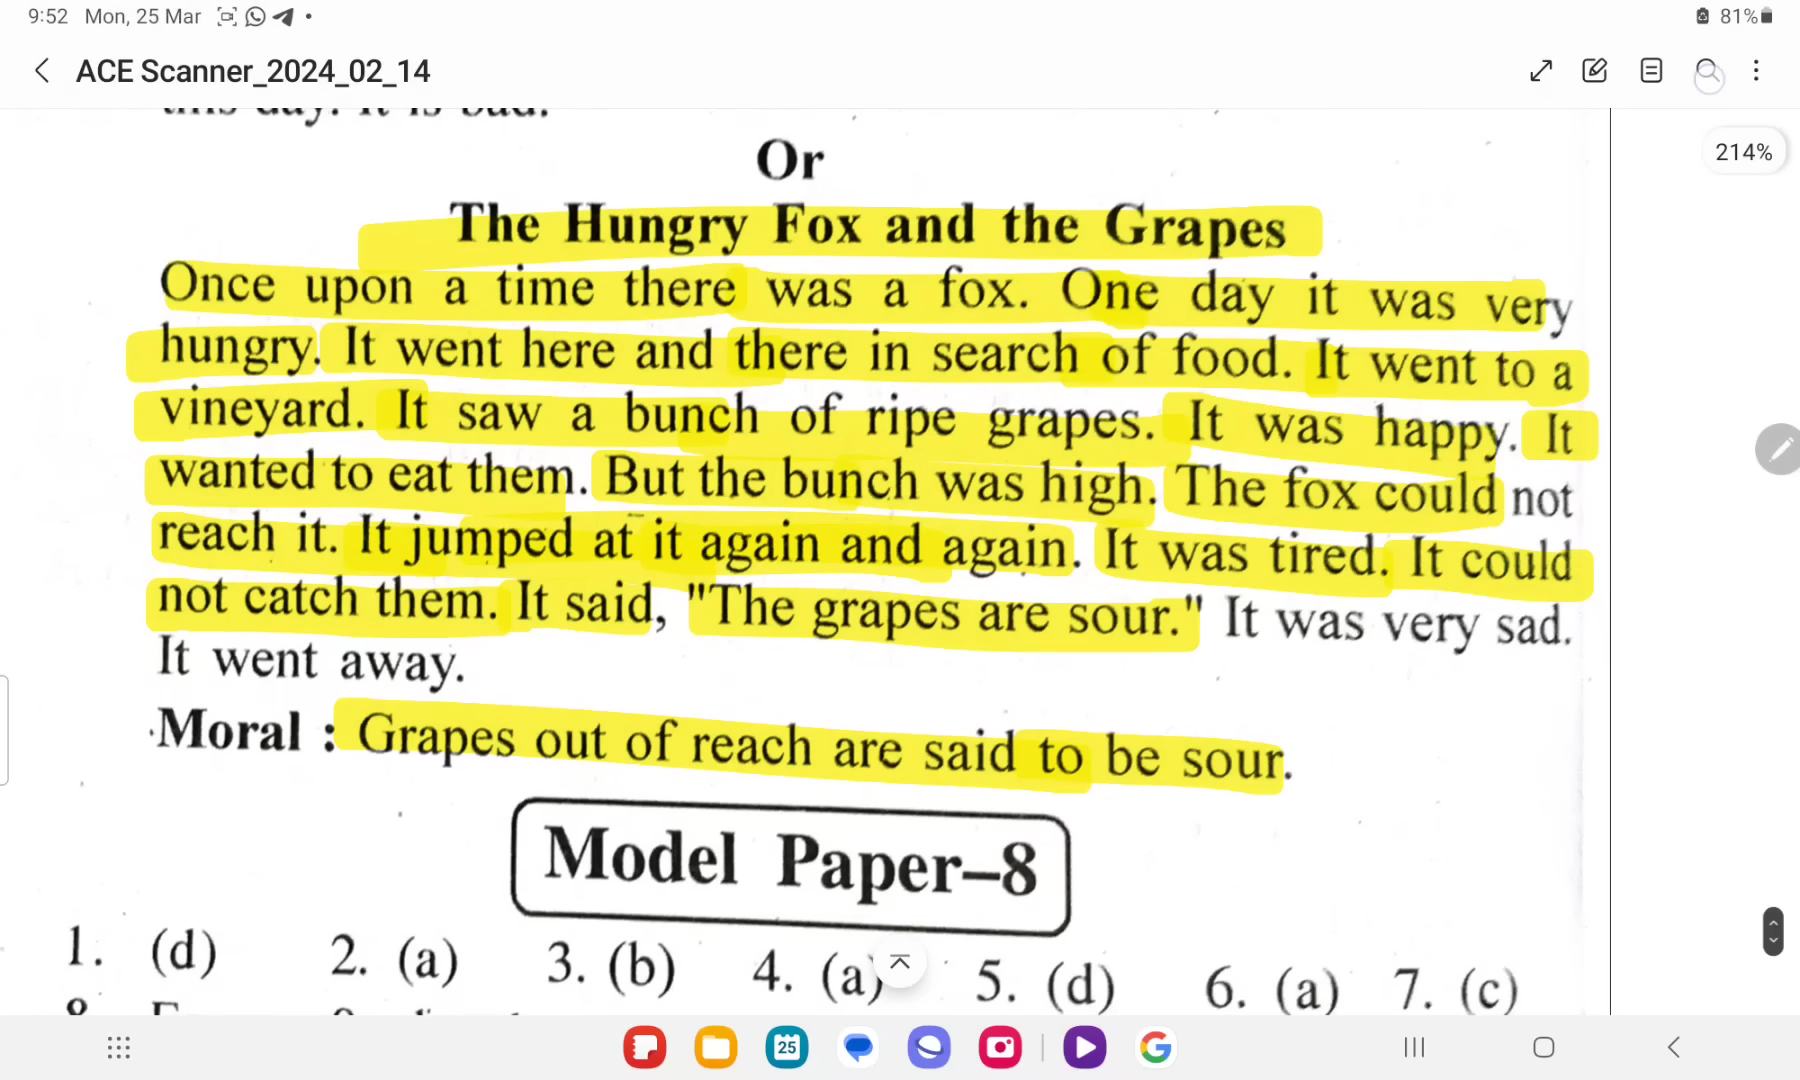 9:52 Mon, 25 Mar 81%
ACE Scanner_2024_02_14
this day. It is bad.
Or
214%
The Hungry Fox and the Grapes
Once upon a time there was a fox. One day it was very
hungry. It went here and there in search of food. It went to a
vineyard. It saw a bunch of ripe grapes. It was happy. It
wanted to eat them. But the bunch was high. The fox could not
reach it. It jumped at it again and again. It was tired. It could
not catch them. It said, "The grapes are sour." It was very sad.
It went away.
Moral : Grapes out of reach are said to be sour.
Model Paper–8
1. (d) 2. (a) 3. (b) 4. (a) 5. (d) 6. (a) 7. (c)
25